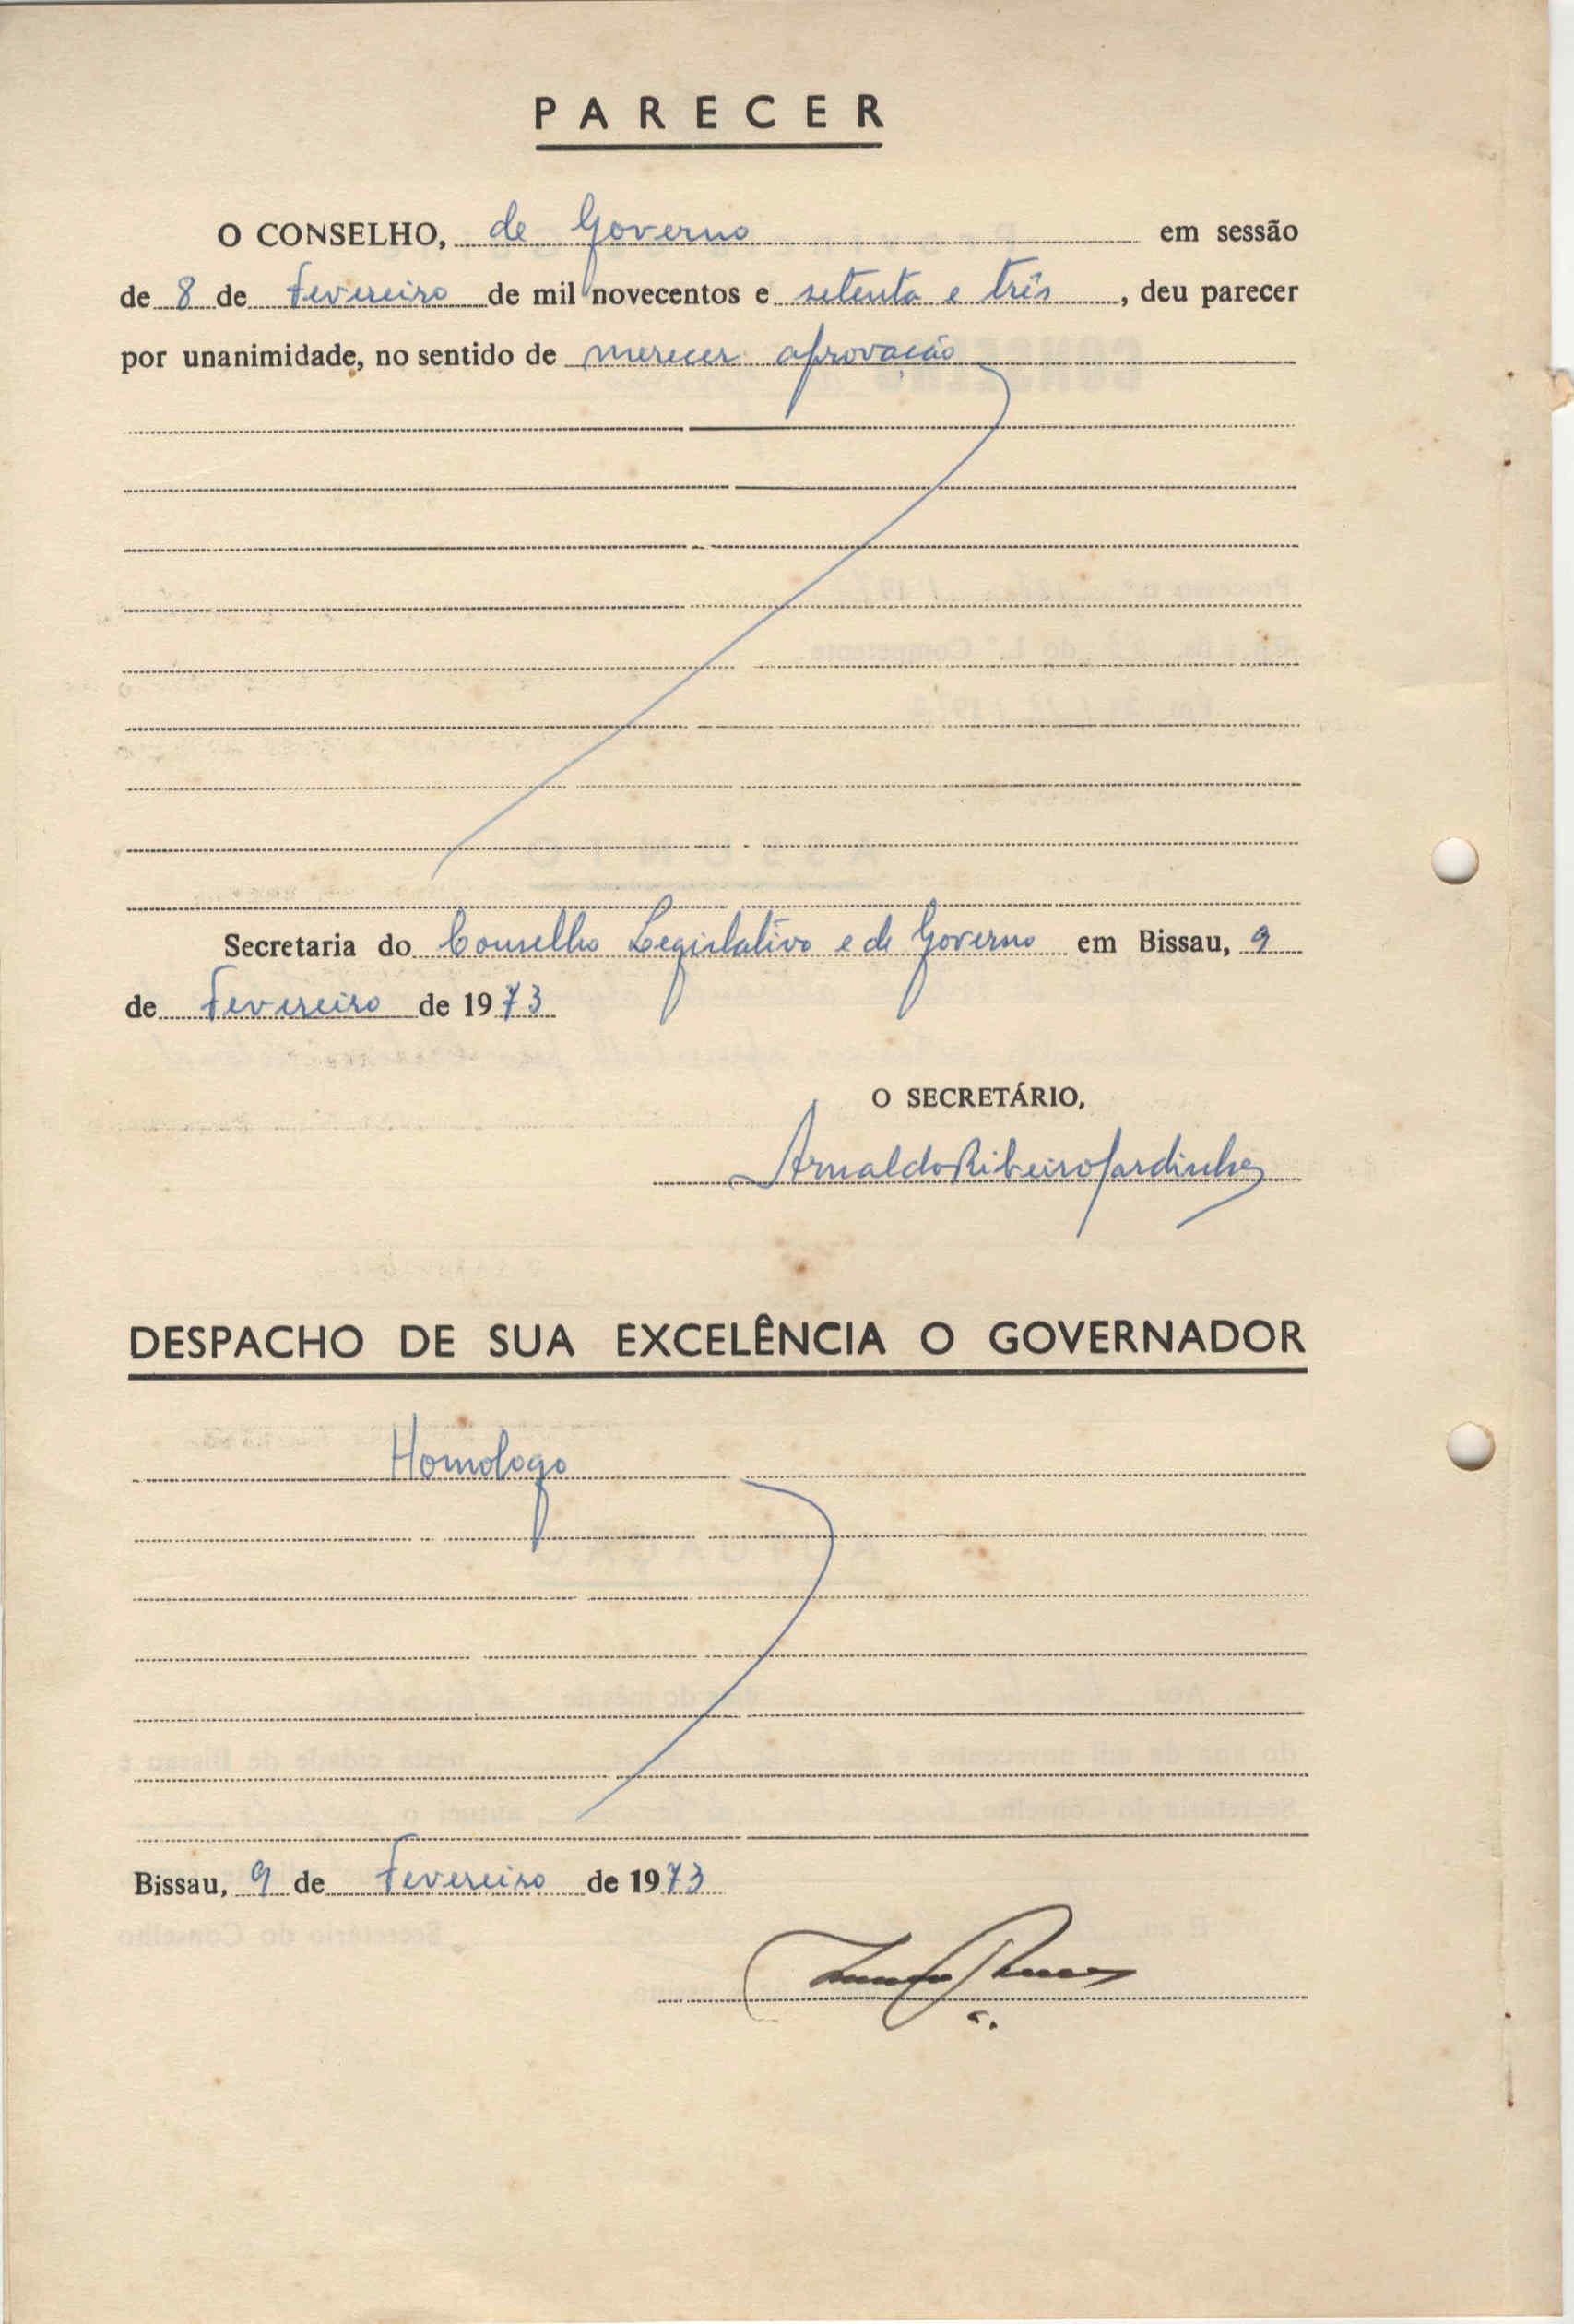 PARECER
O CONSELHO, de Governo em sessão
de 8 de fevereiro de mil novecentos e setenta e três, deu parecer
por unanimidade, no sentido de merecer aprovação
Secretaria do Conselho Legislativo e de Governo em Bissau, 9
de fevereiro de 1973
O SECRETÁRIO,
Arnaldo Ribeiro Sardinha
DESPACHO DE SUA EXCELÊNCIA O GOVERNADOR
Homologo
Bissau, 9 de fevereiro de 1973